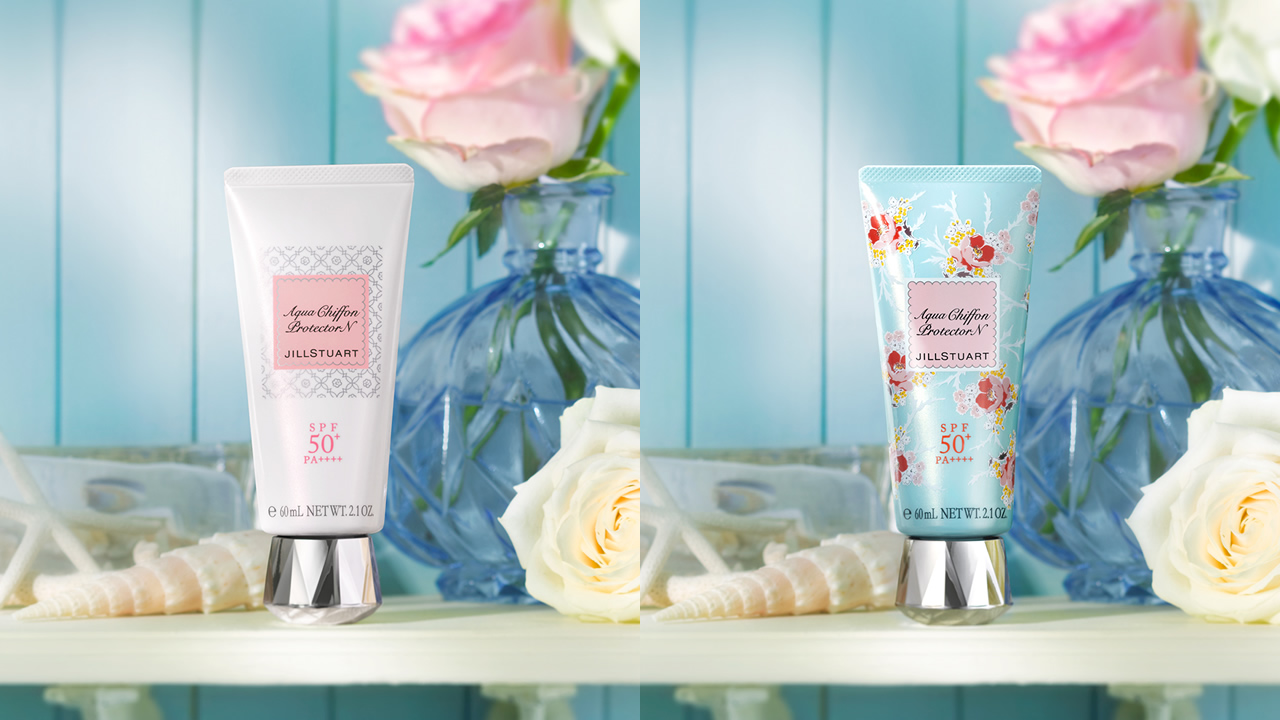 Aqua Chiffon
Protector N
JILLSTUART
SPF
50+
PA++++
℮ 60mL NET WT. 2.1 OZ.
Aqua Chiffon
Protector N
JILLSTUART
SPF
50+
PA++++
℮ 60mL NET WT. 2.1 OZ.